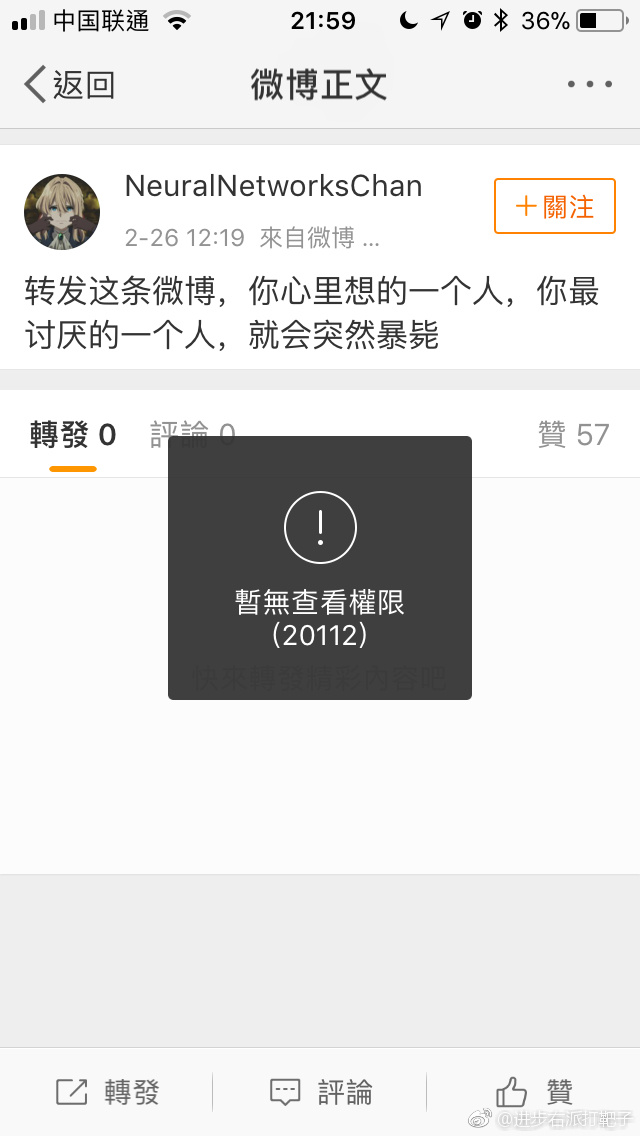 中国联通 21:59 36%
返回 微博正文
NeuralNetworksChan
+關注
2-26 12:19 來自微博 ...
转发这条微博，你心里想的一个人，你最
讨厌的一个人，就会突然暴毙
轉發 0 評論 0 贊 57
暫無查看權限
(20112)
快來轉發精彩內容吧
轉發 評論 贊
@进步右派打靶子